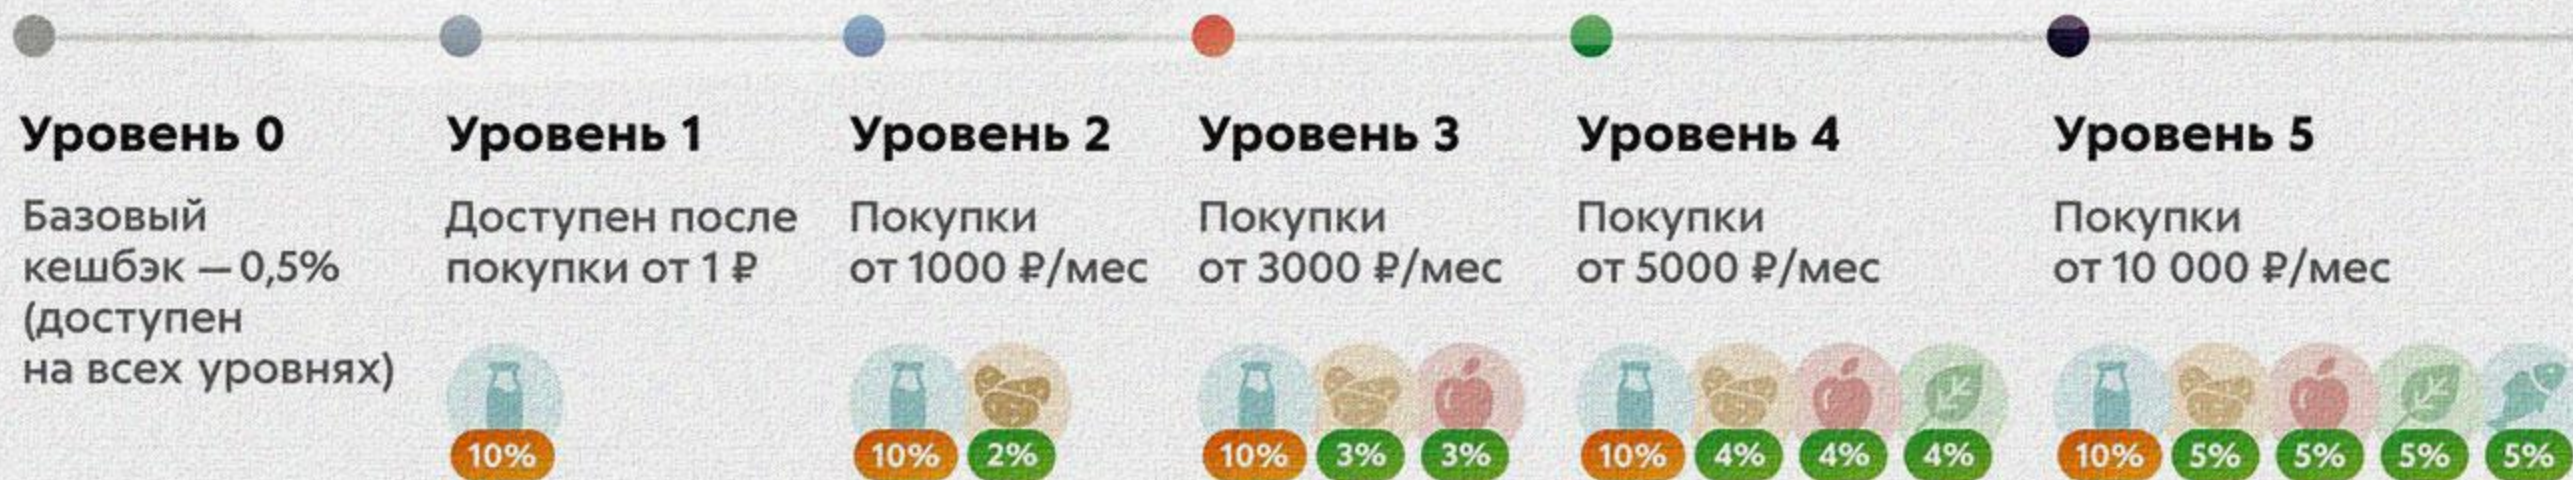 Уровень 0
Базовый
кешбэк — 0,5%
(доступен
на всех уровнях)
Уровень 1
Доступен после
покупки от 1 ₽
10%
Уровень 2
Покупки
от 1000 ₽/мес
10% 2%
Уровень 3
Покупки
от 3000 ₽/мес
10% 3% 3%
Уровень 4
Покупки
от 5000 ₽/мес
10% 4% 4% 4%
Уровень 5
Покупки
от 10 000 ₽/мес
10% 5% 5% 5% 5%